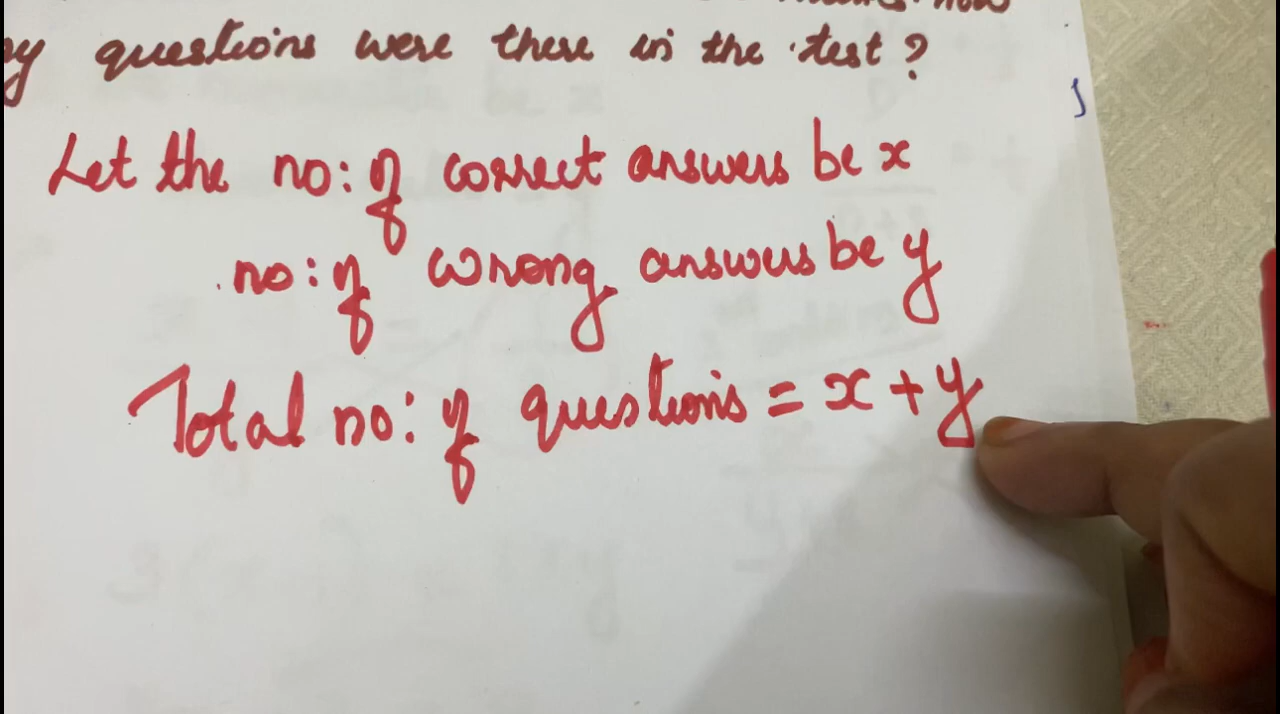 questions were there in the test?
Let the no: of correct answers be x
no: of wrong answers be y
Total no: of questions = x + y